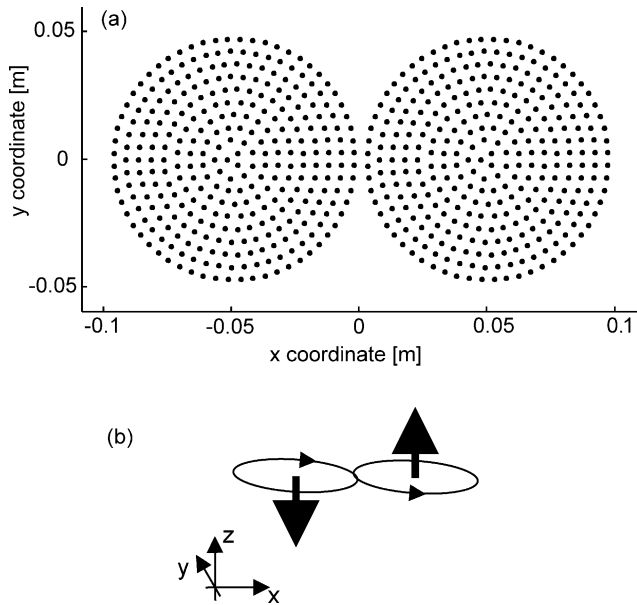 (a)
0.05
0
-0.05
y coordinate [m]
-0.1
-0.05
0
0.05
0.1
x coordinate [m]
(b)
z
y
x